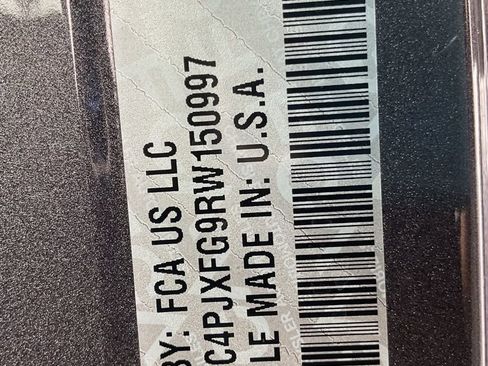 BY: FCA US LLC
C4PJXFG9RW150997
LE MADE IN: U.S.A.